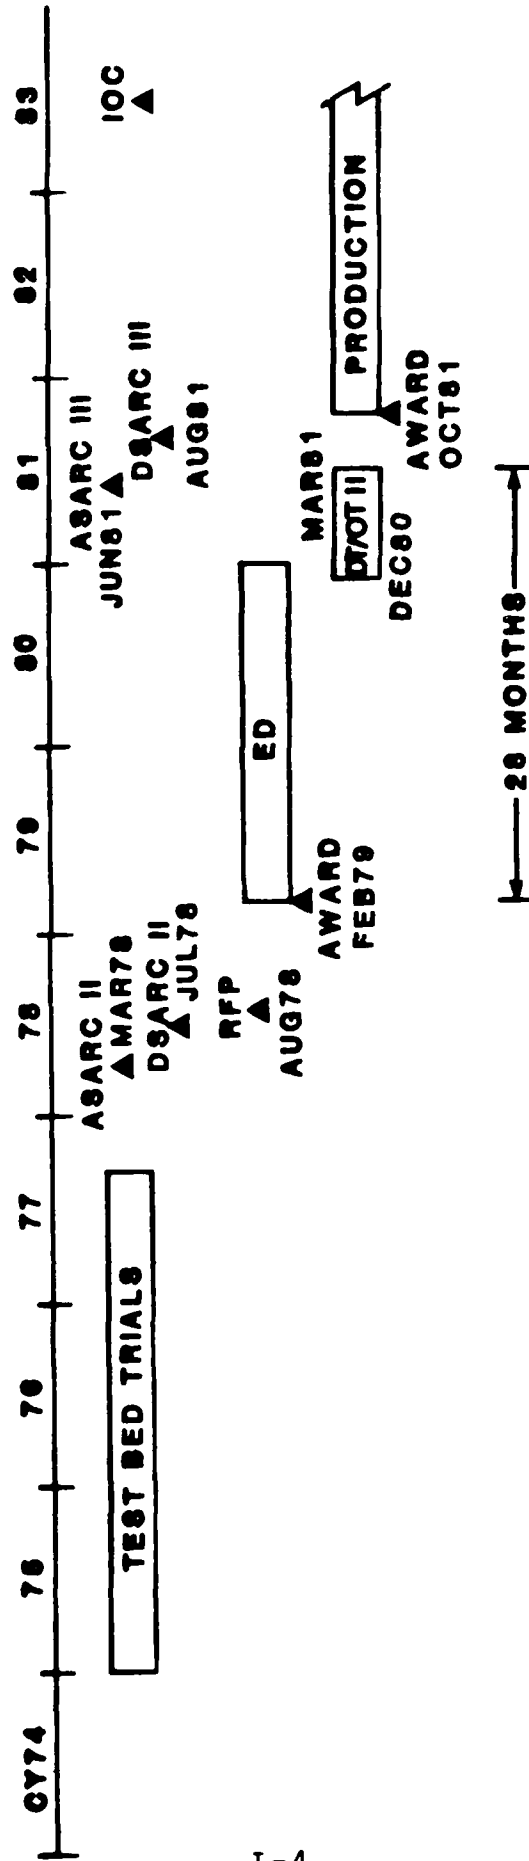 CY74 75 76 77 78 79 80 81 82 83
TEST BED TRIALS
ASARC II
MAR78
DSARC II
JUL78
RFP
AUG78
ED
AWARD
FEB79
ASARC III
JUN81
DSARC III
AUG81
IOC
MAR81
DT/OT II
DEC80
PRODUCTION
AWARD
OCT81
28 MONTHS
I-4